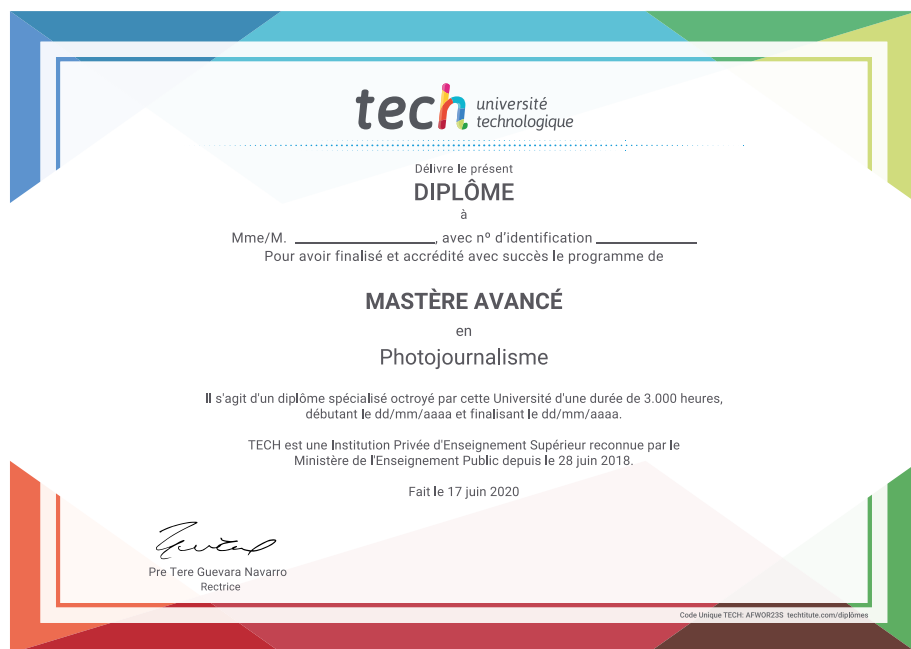 tech université
technologique
Délivre le présent
DIPLÔME
à
Mme/M. ____________, avec nº d'identification ____________
Pour avoir finalisé et accrédité avec succès le programme de
MASTÈRE AVANCÉ
en
Photojournalisme
Il s'agit d'un diplôme spécialisé octroyé par cette Université d'une durée de 3.000 heures,
débutant le dd/mm/aaaa et finalisant le dd/mm/aaaa.
TECH est une Institution Privée d'Enseignement Supérieur reconnue par le
Ministère de l'Enseignement Public depuis le 28 juin 2018.
Fait le 17 juin 2020
Pre Tere Guevara Navarro
Rectrice
Code Unique TECH: AFWOR23S techtitute.com/diplômes